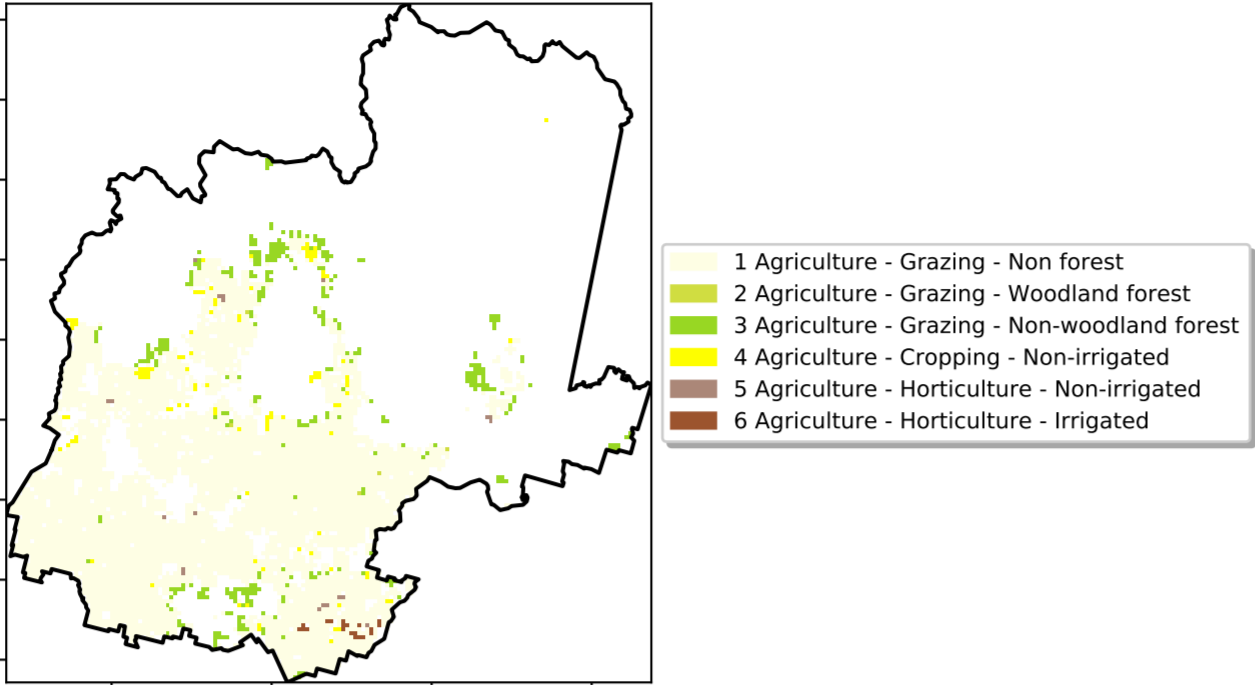 1 Agriculture - Grazing - Non forest
2 Agriculture - Grazing - Woodland forest
3 Agriculture - Grazing - Non-woodland forest
4 Agriculture - Cropping - Non-irrigated
5 Agriculture - Horticulture - Non-irrigated
6 Agriculture - Horticulture - Irrigated